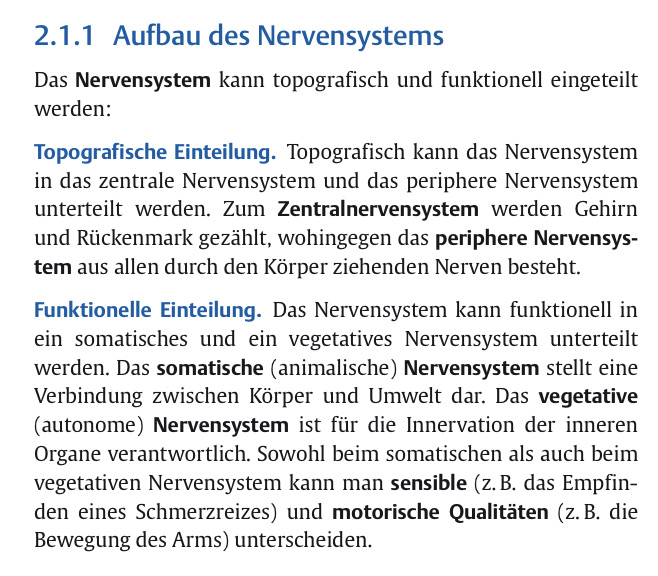 2.1.1 Aufbau des Nervensystems
Das Nervensystem kann topografisch und funktionell eingeteilt
werden:
Topografische Einteilung. Topografisch kann das Nervensystem
in das zentrale Nervensystem und das periphere Nervensystem
unterteilt werden. Zum Zentralnervensystem werden Gehirn
und Rückenmark gezählt, wohingegen das periphere Nervensys-
tem aus allen durch den Körper ziehenden Nerven besteht.
Funktionelle Einteilung. Das Nervensystem kann funktionell in
ein somatisches und ein vegetatives Nervensystem unterteilt
werden. Das somatische (animalische) Nervensystem stellt eine
Verbindung zwischen Körper und Umwelt dar. Das vegetative
(autonome) Nervensystem ist für die Innervation der inneren
Organe verantwortlich. Sowohl beim somatischen als auch beim
vegetativen Nervensystem kann man sensible (z. B. das Empfin-
den eines Schmerzreizes) und motorische Qualitäten (z. B. die
Bewegung des Arms) unterscheiden.